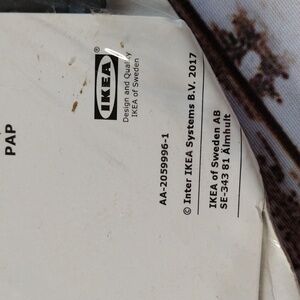 PAP
IKEA®
Design and Quality
IKEA of Sweden
AA-2059996-1
© Inter IKEA Systems B.V. 2017
IKEA of Sweden AB
SE-343 81 Älmhult